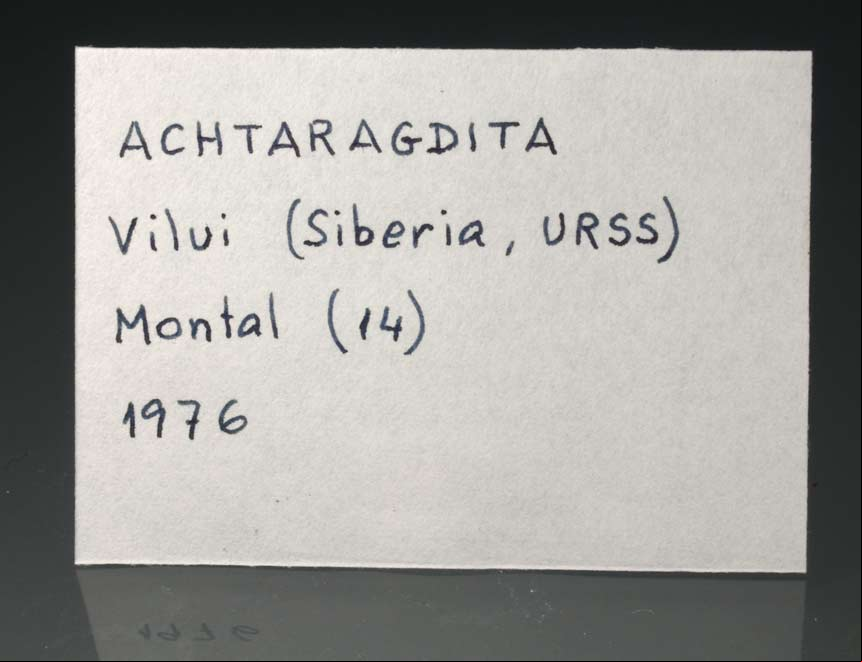 ACHTARAGDITA
Vilui (Siberia, URSS)
Montal (14)
1976